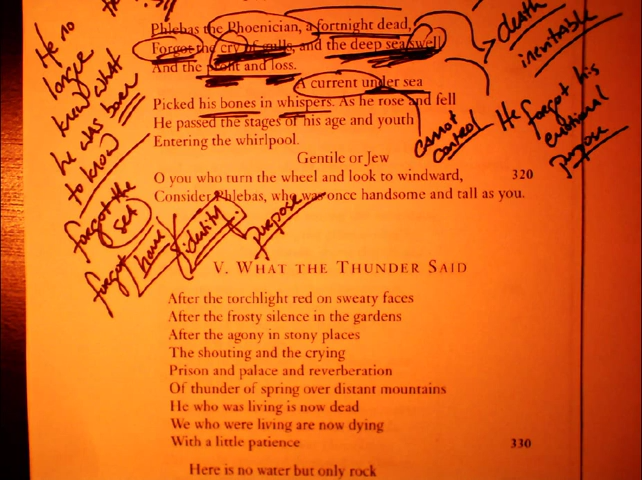 Phlebas the Phoenician, a fortnight dead,
Forgot the cry of gulls, and the deep sea swell
And the profit and loss.
A current under sea
Picked his bones in whispers. As he rose and fell
He passed the stages of his age and youth
Entering the whirlpool.
Gentile or Jew
O you who turn the wheel and look to windward, 320
Consider Phlebas, who was once handsome and tall as you.
He no
longer
knew what
he was born
to know
forgot the
sea
forgot
home
identity
purpose
death
inevitable
cannot
control
He forgot his
emotional
purpose
V. WHAT THE THUNDER SAID
After the torchlight red on sweaty faces
After the frosty silence in the gardens
After the agony in stony places
The shouting and the crying
Prison and palace and reverberation
Of thunder of spring over distant mountains
He who was living is now dead
We who were living are now dying
With a little patience 330
Here is no water but only rock